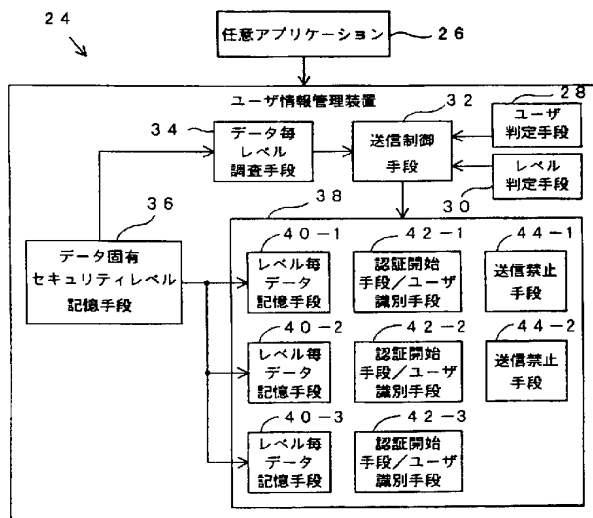 24
任意アプリケーション
26
ユーザ情報管理装置
28
32
34
ユーザ
判定手段
データ毎
レベル
調査手段
送信制御
手段
レベル
判定手段
30
36
38
データ固有
セキュリティレベル
記憶手段
40-1
42-1
44-1
レベル毎
データ
記憶手段
認証開始
手段/ユーザ
識別手段
送信禁止
手段
40-2
42-2
44-2
レベル毎
データ
記憶手段
認証開始
手段/ユーザ
識別手段
送信禁止
手段
40-3
42-3
レベル毎
データ
記憶手段
認証開始
手段/ユーザ
識別手段